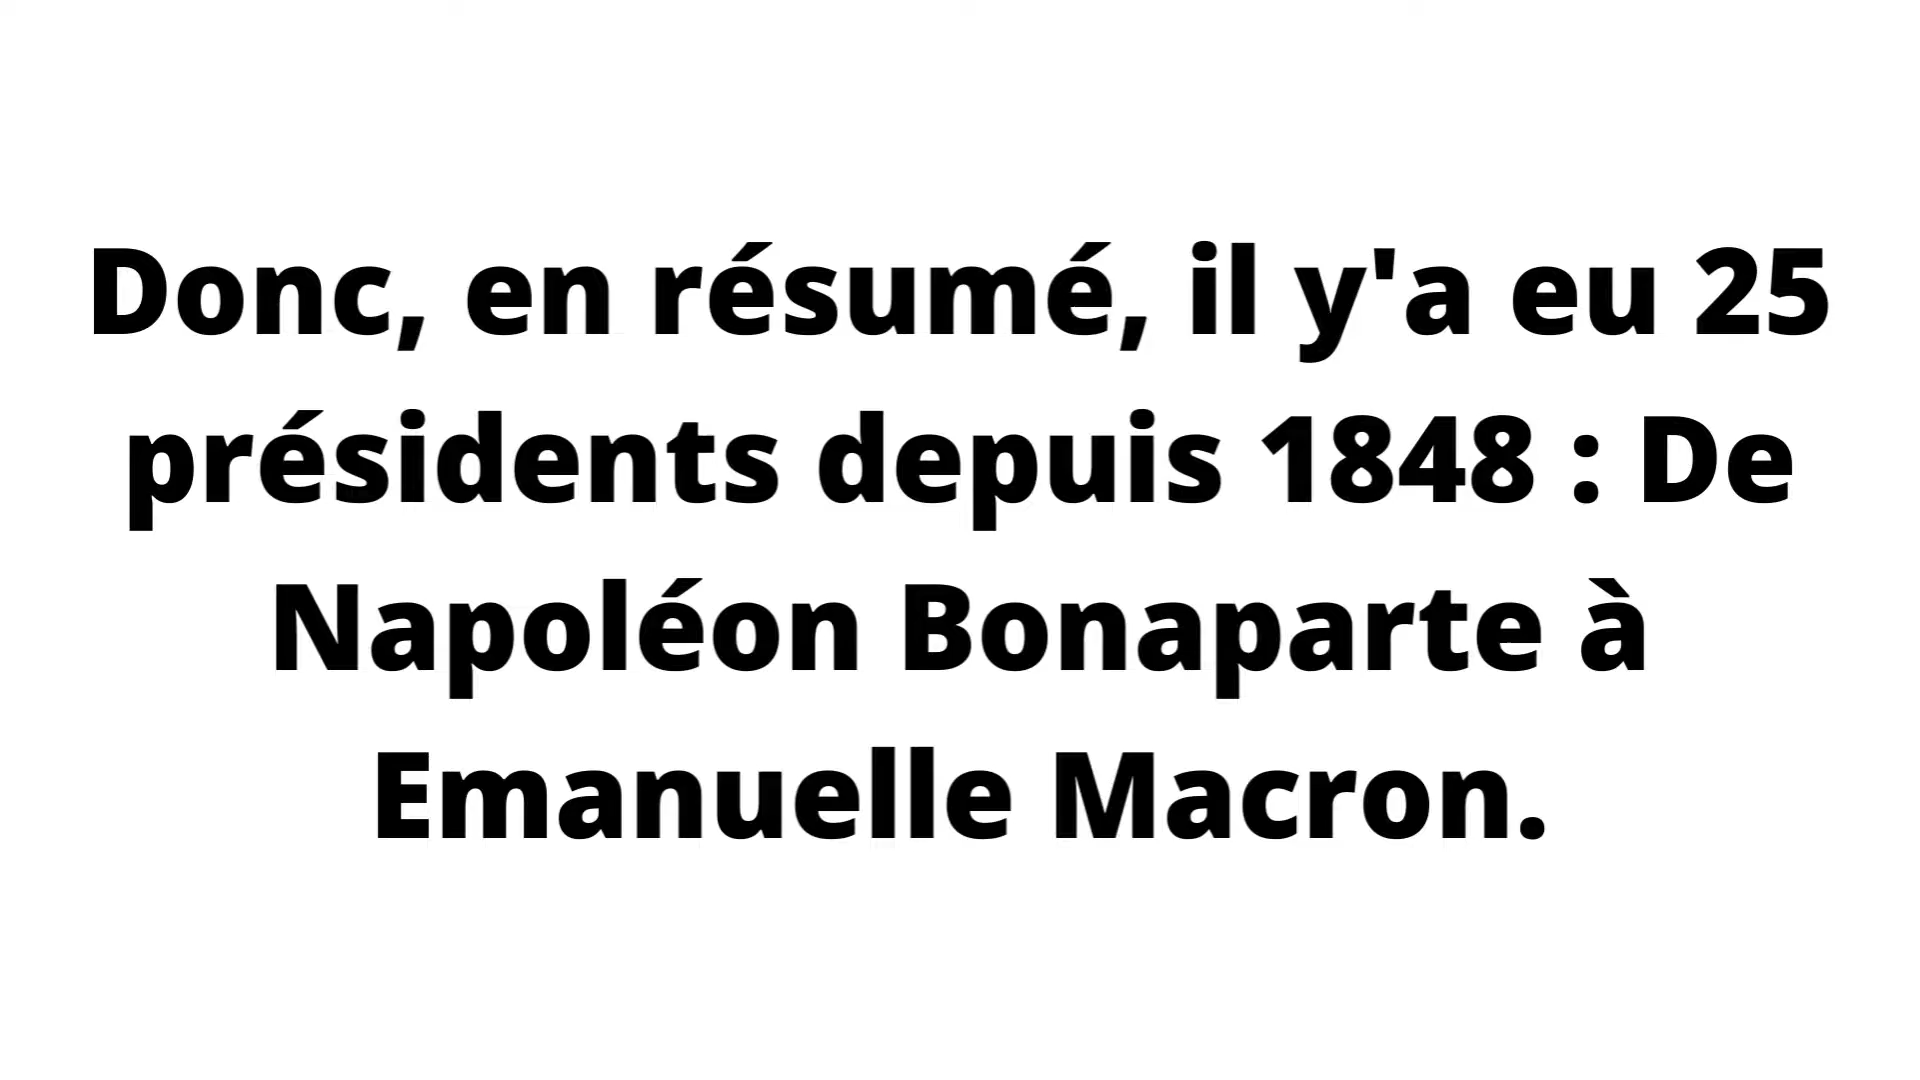 Donc, en résumé, il y'a eu 25
présidents depuis 1848 : De
Napoléon Bonaparte à
Emanuelle Macron.